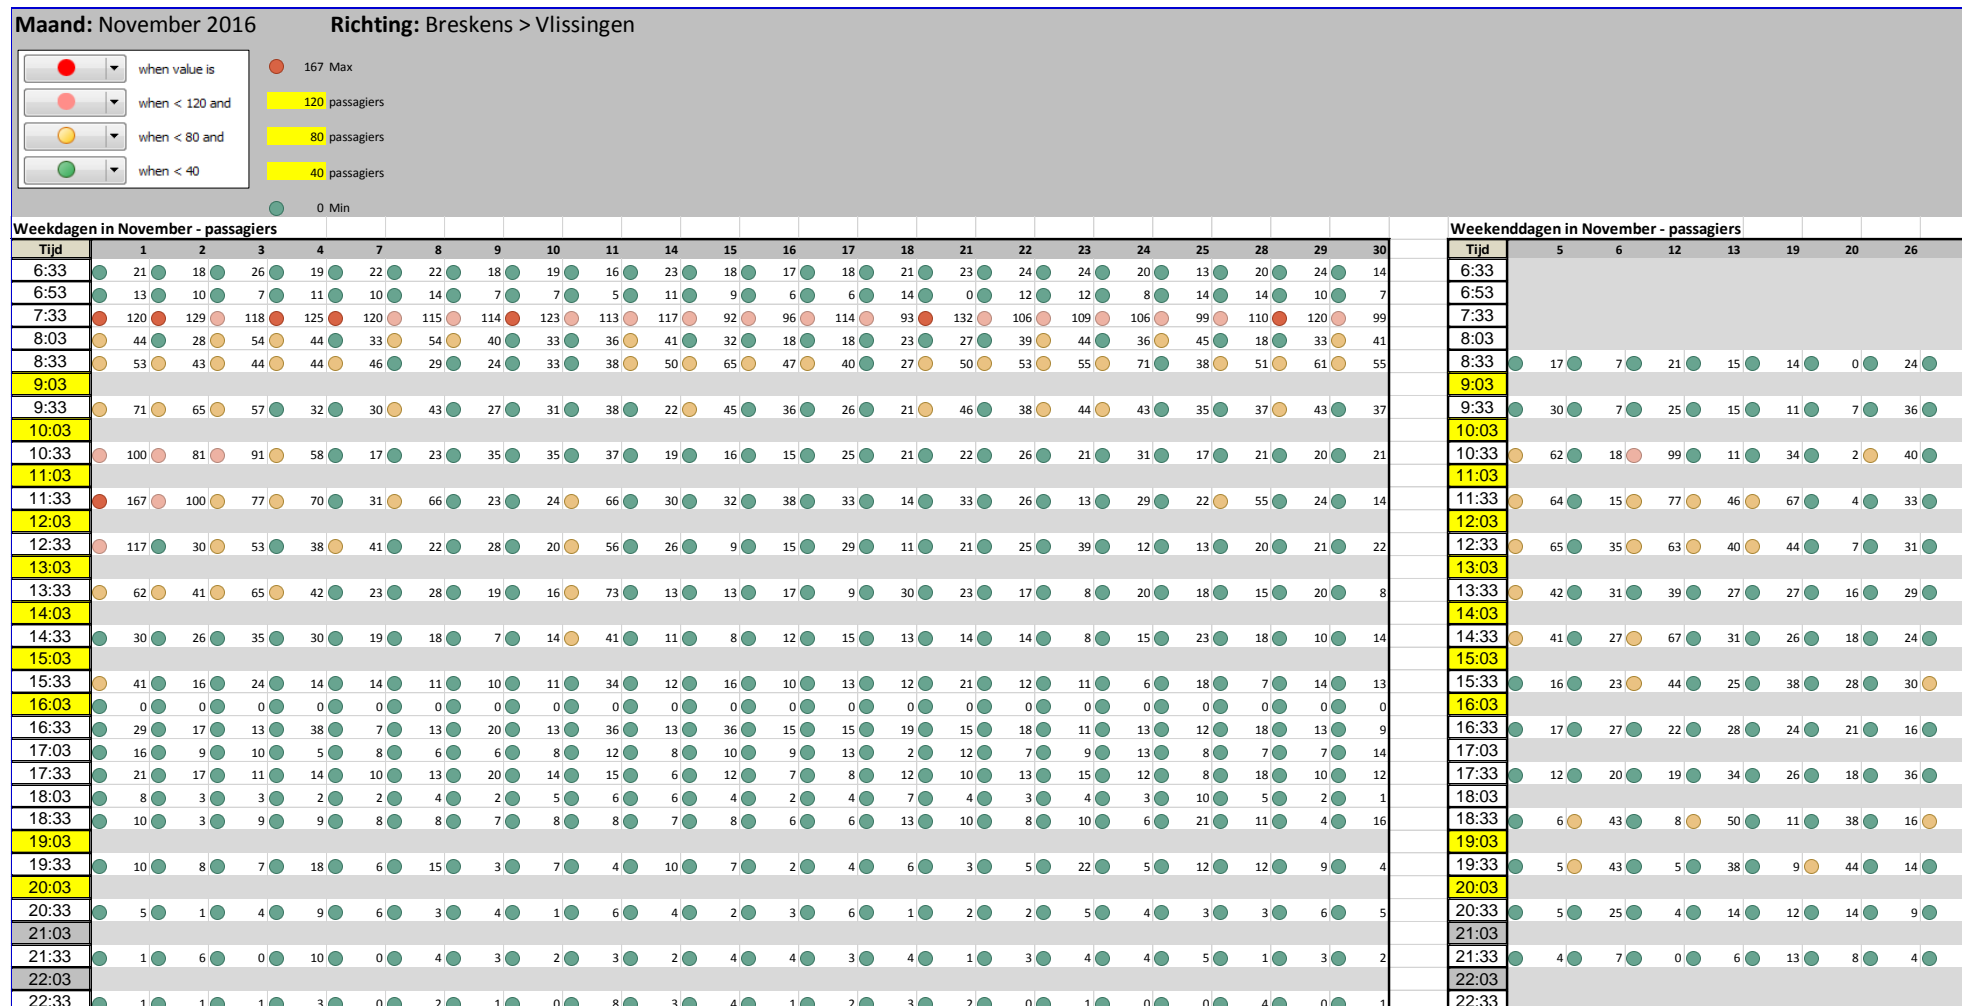 Maand: November 2016 Richting: Breskens > Vlissingen
when value is 167 Max
when < 120 and 120 passagiers
when < 80 and 80 passagiers
when < 40 40 passagiers
0 Min
Weekdagen in November - passagiers Weekenddagen in November - passagiers
Tijd 1 2 3 4 7 8 9 10 11 14 15 16 17 18 21 22 23 24 25 28 29 30 Tijd 5 6 12 13 19 20 26
6:33 21 18 26 19 22 22 18 19 16 23 18 17 18 21 23 24 24 20 13 20 24 14 6:33
6:53 13 10 7 11 10 14 7 7 5 11 9 6 6 14 0 12 12 8 14 14 10 7 6:53
7:33 120 129 118 125 120 115 114 123 113 117 92 96 114 93 132 106 109 106 99 110 120 99 7:33
8:03 44 28 54 44 33 54 40 33 36 41 32 18 18 23 27 39 44 36 45 18 33 41 8:03
8:33 53 43 44 44 46 29 24 33 38 50 65 47 40 27 50 53 55 71 38 51 61 55 8:33 17 7 21 15 14 0 24
9:03 9:03
9:33 71 65 57 32 30 43 27 31 38 22 45 36 26 21 46 38 44 43 35 37 43 37 9:33 30 7 25 15 11 7 36
10:03 10:03
10:33 100 81 91 58 17 23 35 35 37 19 16 15 25 21 22 26 21 31 17 21 20 21 10:33 62 18 99 11 34 2 40
11:03 11:03
11:33 167 100 77 70 31 66 23 24 66 30 32 38 33 14 33 26 13 29 22 55 24 14 11:33 64 15 77 46 67 4 33
12:03 12:03
12:33 117 30 53 38 41 22 28 20 56 26 9 15 29 11 21 25 39 12 13 20 21 22 12:33 65 35 63 40 44 7 31
13:03 13:03
13:33 62 41 65 42 23 28 19 16 73 13 13 17 9 30 23 17 8 20 18 15 20 8 13:33 42 31 39 27 27 16 29
14:03 14:03
14:33 30 26 35 30 19 18 7 14 41 11 8 12 15 13 14 14 8 15 23 18 10 14 14:33 41 27 67 31 26 18 24
15:03 15:03
15:33 41 16 24 14 14 11 10 11 34 12 16 10 13 12 21 12 11 6 18 7 14 13 15:33 16 23 44 25 38 28 30
16:03 0 0 0 0 0 0 0 0 0 0 0 0 0 0 0 0 0 0 0 0 0 0 16:03
16:33 29 17 13 38 7 13 20 13 36 13 36 15 15 19 15 18 11 13 12 18 13 9 16:33 17 27 22 28 24 21 16
17:03 16 9 10 5 8 6 6 8 12 8 10 9 13 2 12 7 9 13 8 7 7 14 17:03
17:33 21 17 11 14 10 13 20 14 15 6 12 7 8 12 10 13 15 12 8 18 10 12 17:33 12 20 19 34 26 18 36
18:03 8 3 3 2 2 4 2 5 6 6 4 2 4 7 4 3 4 3 10 5 2 1 18:03
18:33 10 3 9 9 8 8 7 8 8 7 8 6 6 13 10 8 10 6 21 11 4 16 18:33 6 43 8 50 11 38 16
19:03 19:03
19:33 10 8 7 18 6 15 3 7 4 10 7 2 4 6 3 5 22 5 12 12 9 4 19:33 5 43 5 38 9 44 14
20:03 20:03
20:33 5 1 4 9 6 3 4 1 6 4 2 3 6 1 2 2 5 4 3 3 6 5 20:33 5 25 4 14 12 14 9
21:03 21:03
21:33 1 6 0 10 0 4 3 2 3 2 4 4 3 4 1 3 4 4 5 1 3 2 21:33 4 7 0 6 13 8 4
22:03 22:03
22:33 1 1 1 3 0 2 1 0 8 3 4 1 2 3 2 0 1 0 0 4 0 1 22:33